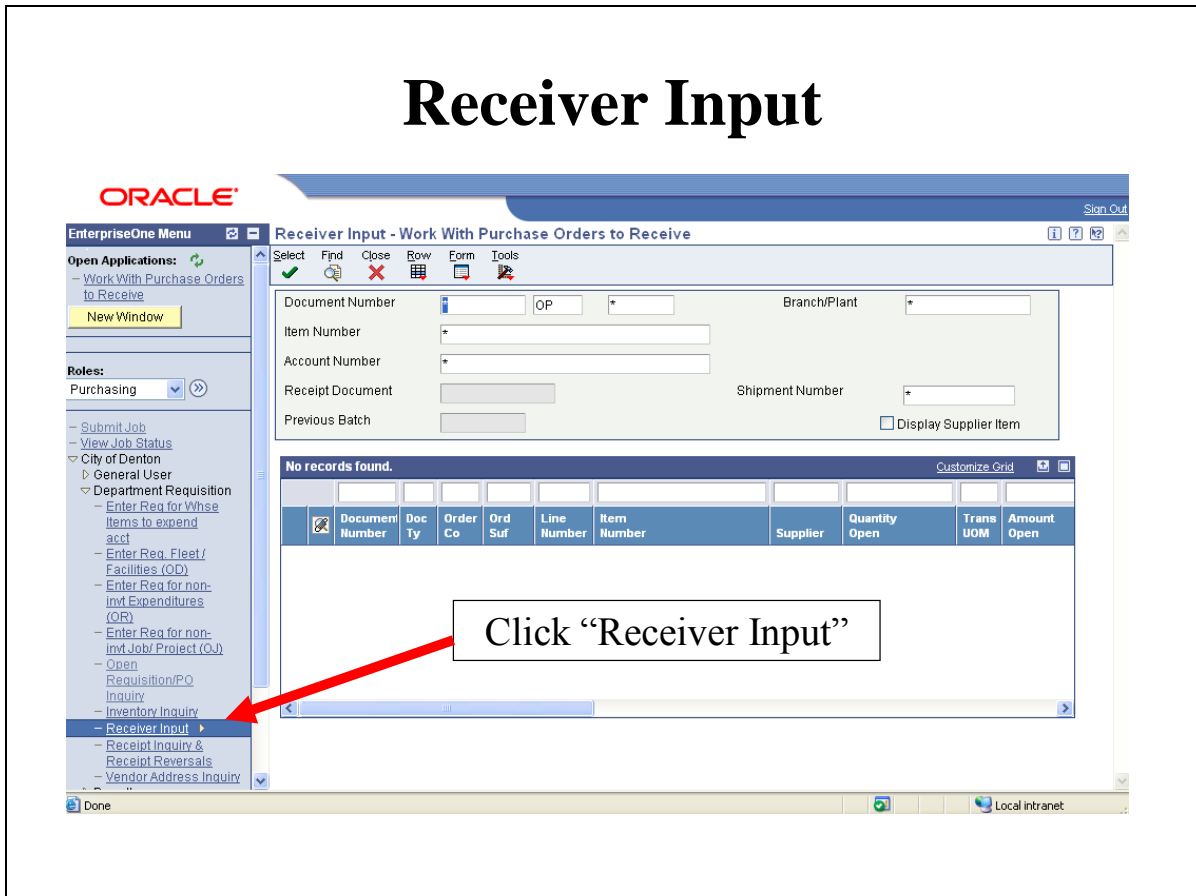 Receiver Input
ORACLE
Sign Out
EnterpriseOne Menu
Receiver Input - Work With Purchase Orders to Receive
Open Applications:
– Work With Purchase Orders
to Receive
New Window
Roles:
Purchasing
– Submit Job
– View Job Status
City of Denton
General User
Department Requisition
– Enter Req for Whse
Items to expend
acct
– Enter Req. Fleet /
Facilities (OD)
– Enter Req for non-
invt Expenditures
(OR)
– Enter Req for non-
invt Job/ Project (OJ)
– Open
Requisition/PO
Inquiry
– Inventory Inquiry
– Receiver Input
– Receipt Inquiry &
Receipt Reversals
– Vendor Address Inquiry
Select Find Close Row Form Tools
Document Number * OP * Branch/Plant *
Item Number *
Account Number *
Receipt Document Shipment Number *
Previous Batch Display Supplier Item
No records found. Customize Grid
Document Number Doc Ty Order Co Ord Suf Line Number Item Number Supplier Quantity Open Trans UOM Amount Open
Click “Receiver Input”
Done Local intranet